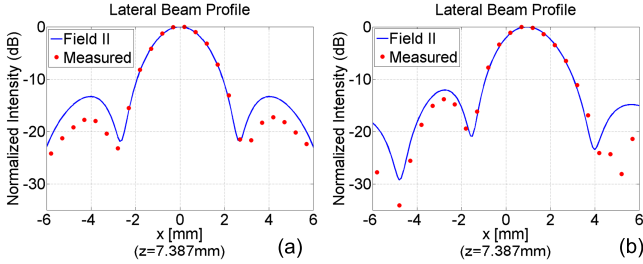 Lateral Beam Profile
Normalized Intensity (dB)
0
-10
-20
-30
Field II
Measured
-6
-4
-2
0
2
4
6
x [mm]
(z=7.387mm)
(a)
Lateral Beam Profile
Normalized Intensity (dB)
0
-10
-20
-30
Field II
Measured
-6
-4
-2
0
2
4
6
x [mm]
(z=7.387mm)
(b)